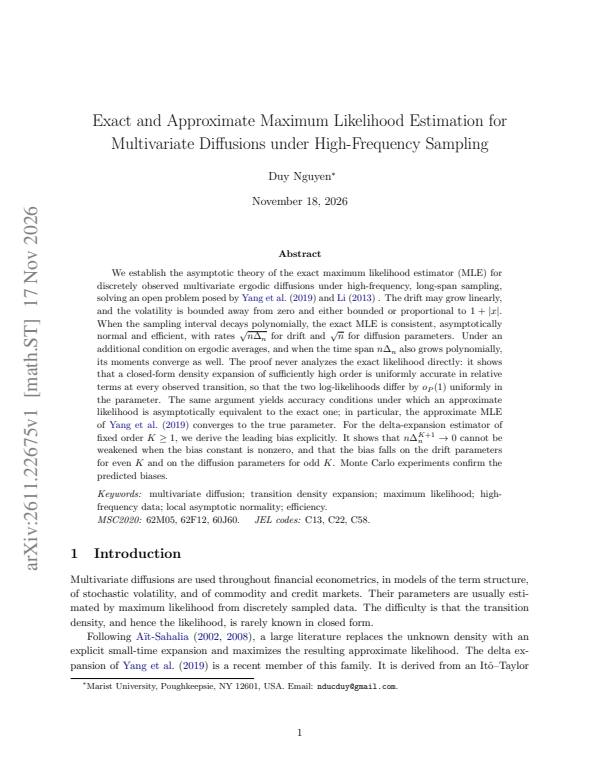 Exact and Approximate Maximum Likelihood Estimation for
Multivariate Diffusions under High-Frequency Sampling
Duy Nguyen*
November 18, 2026
Abstract
We establish the asymptotic theory of the exact maximum likelihood estimator (MLE) for
discretely observed multivariate ergodic diffusions under high-frequency, long-span sampling,
solving an open problem posed by Yang et al. (2019) and Li (2013) . The drift may grow linearly,
and the volatility is bounded away from zero and either bounded or proportional to 1 + |x|.
When the sampling interval decays polynomially, the exact MLE is consistent, asymptotically
normal and efficient, with rates √nΔₙ for drift and √n for diffusion parameters. Under an
additional condition on ergodic averages, and when the time span nΔₙ also grows polynomially,
its moments converge as well. The proof never analyzes the exact likelihood directly: it shows
that a closed-form density expansion of sufficiently high order is uniformly accurate in relative
terms at every observed transition, so that the two log-likelihoods differ by oP(1) uniformly in
the parameter. The same argument yields accuracy conditions under which an approximate
likelihood is asymptotically equivalent to the exact one; in particular, the approximate MLE
of Yang et al. (2019) converges to the true parameter. For the delta-expansion estimator of
fixed order K ≥ 1, we derive the leading bias explicitly. It shows that nΔₙᴷ⁺¹ → 0 cannot be
weakened when the bias constant is nonzero, and that the bias falls on the drift parameters
for even K and on the diffusion parameters for odd K. Monte Carlo experiments confirm the
predicted biases.
Keywords: multivariate diffusion; transition density expansion; maximum likelihood; high-
frequency data; local asymptotic normality; efficiency.
MSC2020: 62M05, 62F12, 60J60. JEL codes: C13, C22, C58.
1 Introduction
Multivariate diffusions are used throughout financial econometrics, in models of the term structure,
of stochastic volatility, and of commodity and credit markets. Their parameters are usually esti-
mated by maximum likelihood from discretely sampled data. The difficulty is that the transition
density, and hence the likelihood, is rarely known in closed form.
Following Aït-Sahalia (2002, 2008), a large literature replaces the unknown density with an
explicit small-time expansion and maximizes the resulting approximate likelihood. The delta ex-
pansion of Yang et al. (2019) is a recent member of this family. It is derived from an Itô–Taylor
*Marist University, Poughkeepsie, NY 12601, USA. Email: nducduy@gmail.com.
1
arXiv:2611.22675v1 [math.ST] 17 Nov 2026